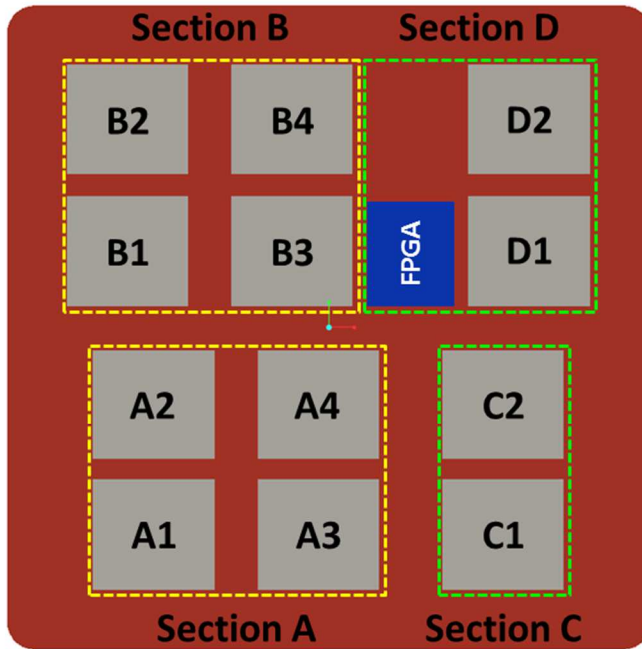 Section B
Section D
B2
B4
D2
B1
B3
FPGA
D1
A2
A4
C2
A1
A3
C1
Section A
Section C